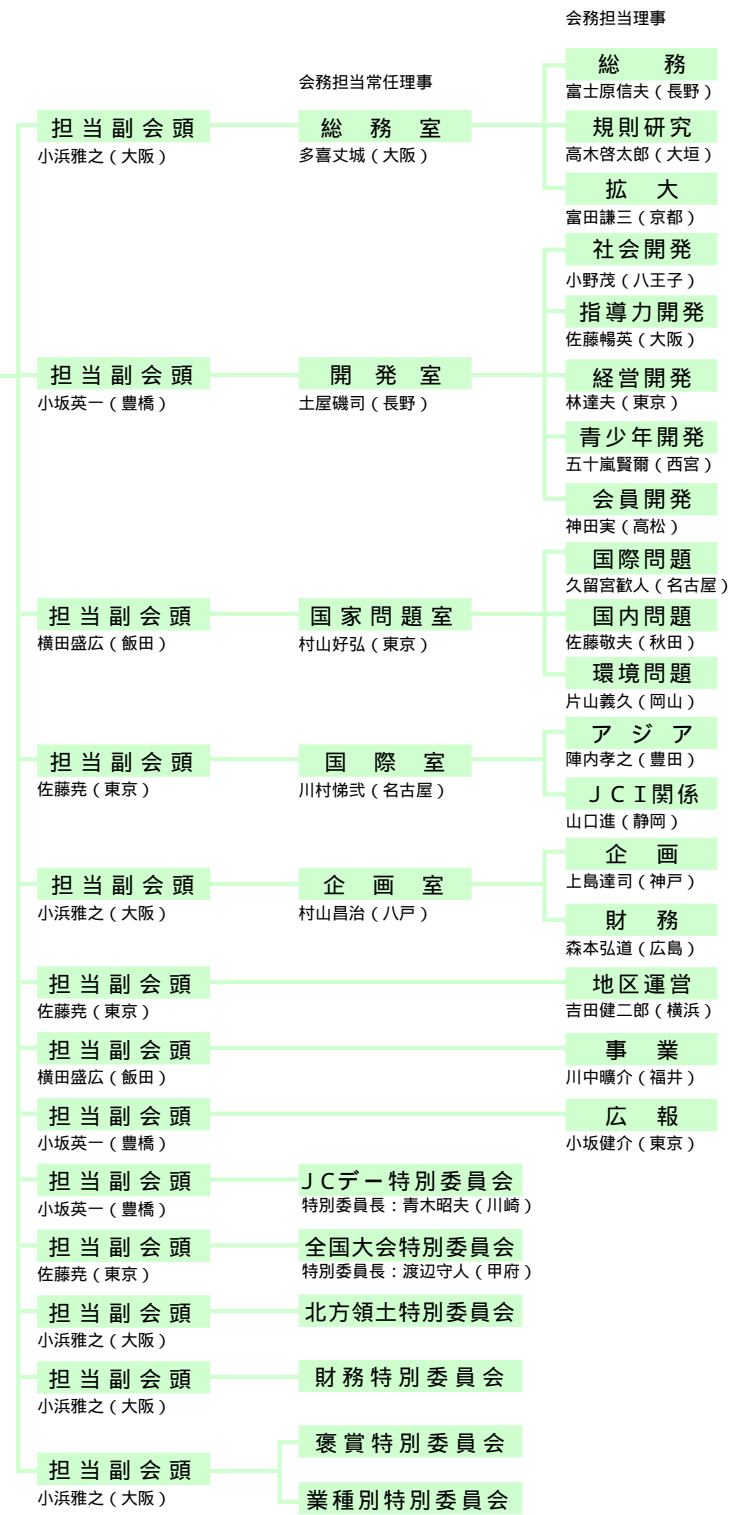 会務担当理事
会務担当常任理事
担当副会頭
小浜雅之(大阪)
総務室
多喜丈城(大阪)
総務
富士原信夫(長野)
規則研究
高木啓太郎(大垣)
拡大
富田謙三(京都)
担当副会頭
小坂英一(豊橋)
開発室
土屋磯司(長野)
社会開発
小野茂(八王子)
指導力開発
佐藤暢英(大阪)
経営開発
林達夫(東京)
青少年開発
五十嵐賢爾(西宮)
会員開発
神田実(高松)
担当副会頭
横田盛広(飯田)
国家問題室
村山好弘(東京)
国際問題
久留宮歓人(名古屋)
国内問題
佐藤敬夫(秋田)
環境問題
片山義久(岡山)
担当副会頭
佐藤尭(東京)
国際室
川村悌弐(名古屋)
アジア
陣内孝之(豊田)
JCI関係
山口進(静岡)
担当副会頭
小浜雅之(大阪)
企画室
村山昌治(八戸)
企画
上島達司(神戸)
財務
森本弘道(広島)
担当副会頭
佐藤尭(東京)
地区運営
吉田健二郎(横浜)
担当副会頭
横田盛広(飯田)
事業
川中曠介(福井)
担当副会頭
小坂英一(豊橋)
広報
小坂健介(東京)
担当副会頭
小坂英一(豊橋)
JCデー特別委員会
特別委員長:青木昭夫(川崎)
担当副会頭
佐藤尭(東京)
全国大会特別委員会
特別委員長:渡辺守人(甲府)
担当副会頭
小浜雅之(大阪)
北方領土特別委員会
担当副会頭
小浜雅之(大阪)
財務特別委員会
担当副会頭
小浜雅之(大阪)
褒賞特別委員会
業種別特別委員会